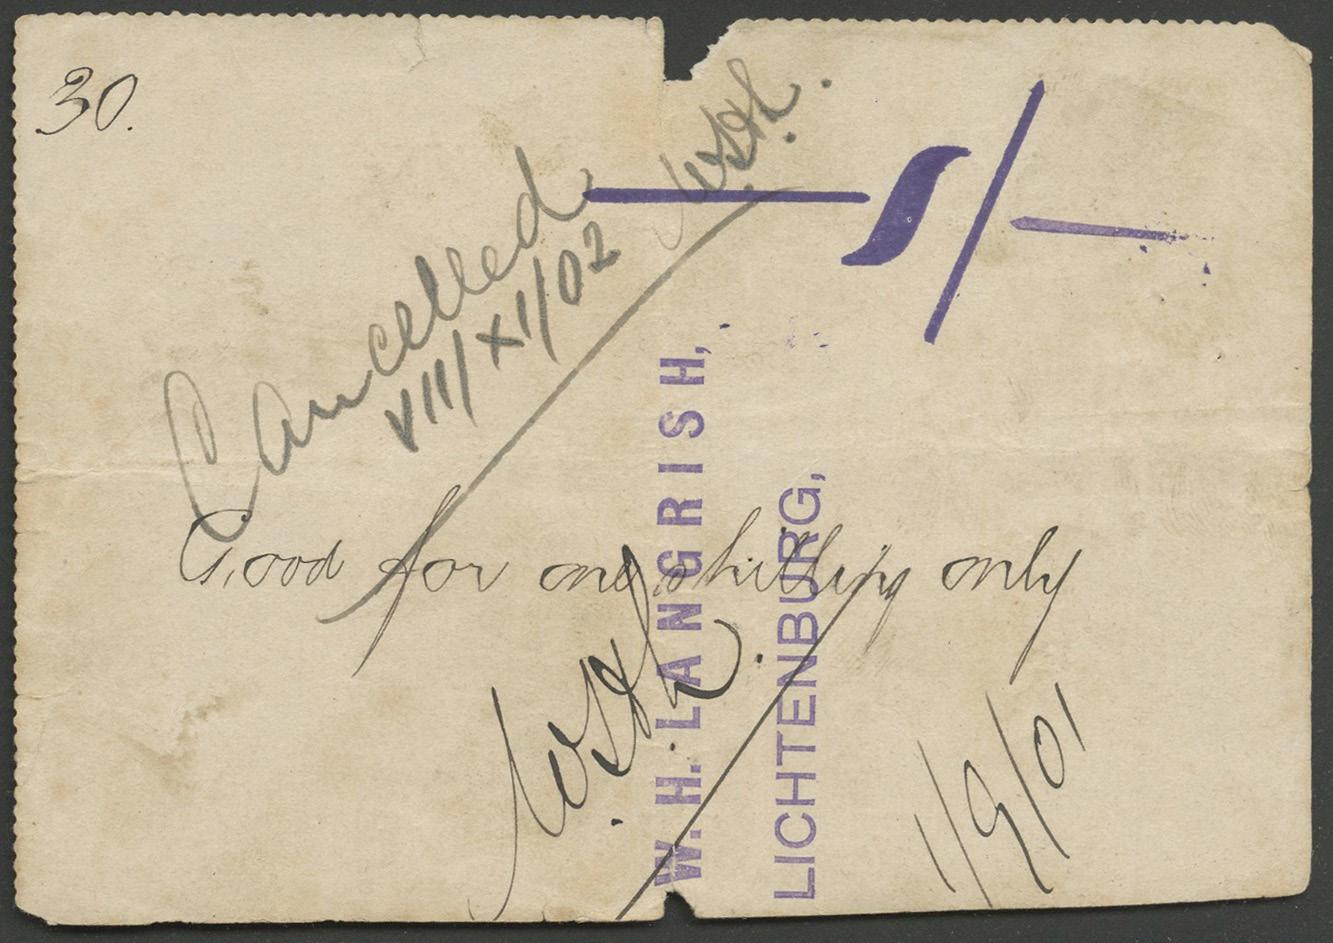 30.
Cancelled
VIII/XI/02
W.H.L.
— 1/—
W. H. LANGRISH,
LICHTENBURG,
Good for one shilling only
W.H.L.
1/9/01